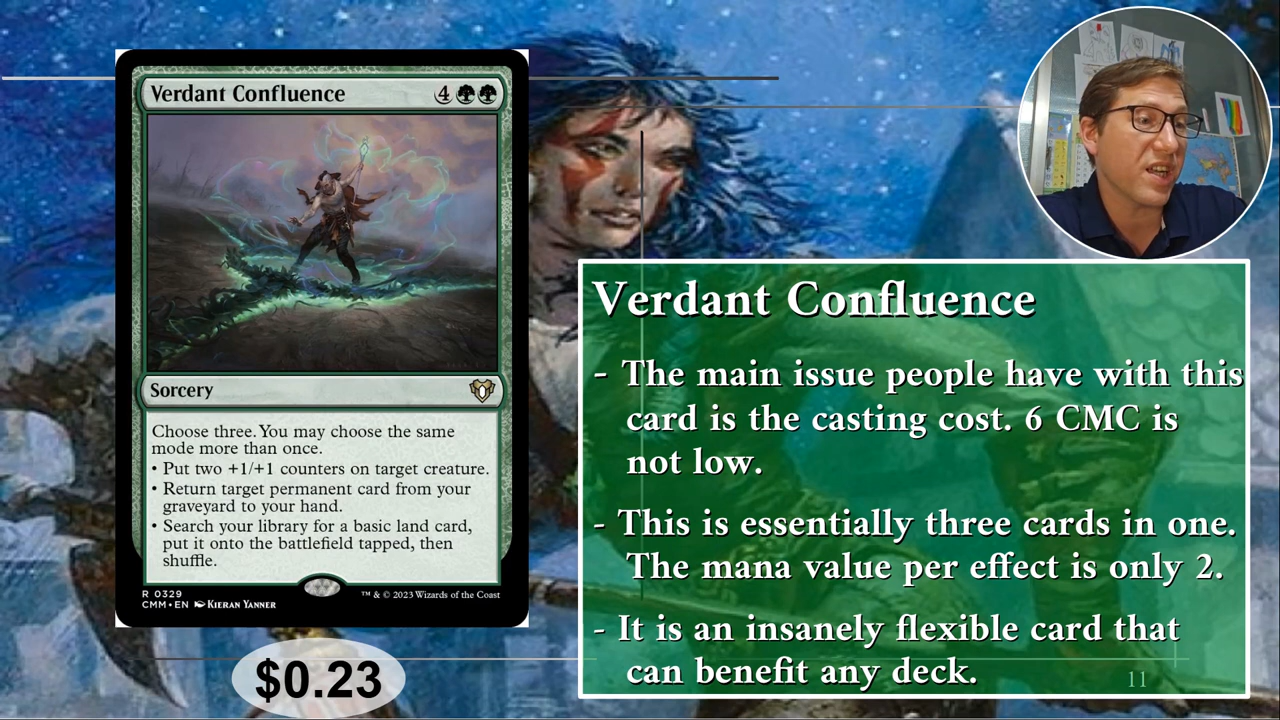 Verdant Confluence 4
Sorcery
Choose three. You may choose the same
mode more than once.
• Put two +1/+1 counters on target creature.
• Return target permanent card from your
graveyard to your hand.
• Search your library for a basic land card,
put it onto the battlefield tapped, then
shuffle.
R 0329
CMM • EN KIERAN YANNER
™ & © 2023 Wizards of the Coast
$0.23
Verdant Confluence
- The main issue people have with this
card is the casting cost. 6 CMC is
not low.
- This is essentially three cards in one.
The mana value per effect is only 2.
- It is an insanely flexible card that
can benefit any deck.
11